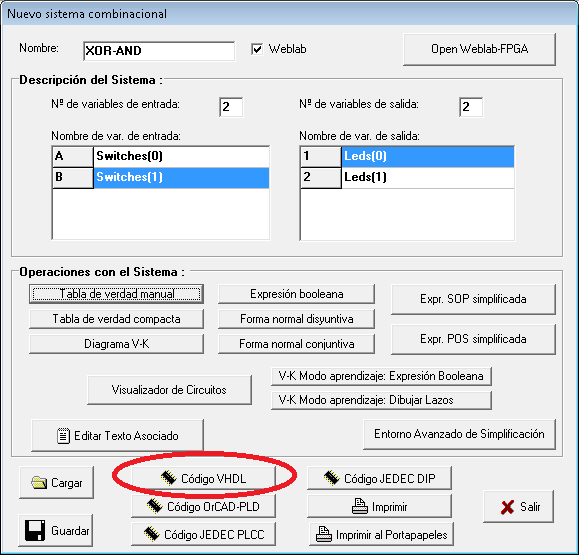 Nuevo sistema combinacional
Nombre: XOR-AND Weblab Open Weblab-FPGA
Descripción del Sistema :
Nº de variables de entrada: 2 Nº de variables de salida: 2
Nombre de var. de entrada: Nombre de var. de salida:
A Switches(0) 1 Leds(0)
B Switches(1) 2 Leds(1)
Operaciones con el Sistema :
Tabla de verdad manual Expresión booleana Expr. SOP simplificada
Tabla de verdad compacta Forma normal disyuntiva
Diagrama V-K Forma normal conjuntiva Expr. POS simplificada
Visualizador de Circuitos V-K Modo aprendizaje: Expresión Booleana
V-K Modo aprendizaje: Dibujar Lazos
Editar Texto Asociado Entorno Avanzado de Simplificación
Cargar Código VHDL Código JEDEC DIP
Código OrCAD-PLD Imprimir Salir
Guardar Código JEDEC PLCC Imprimir al Portapapeles